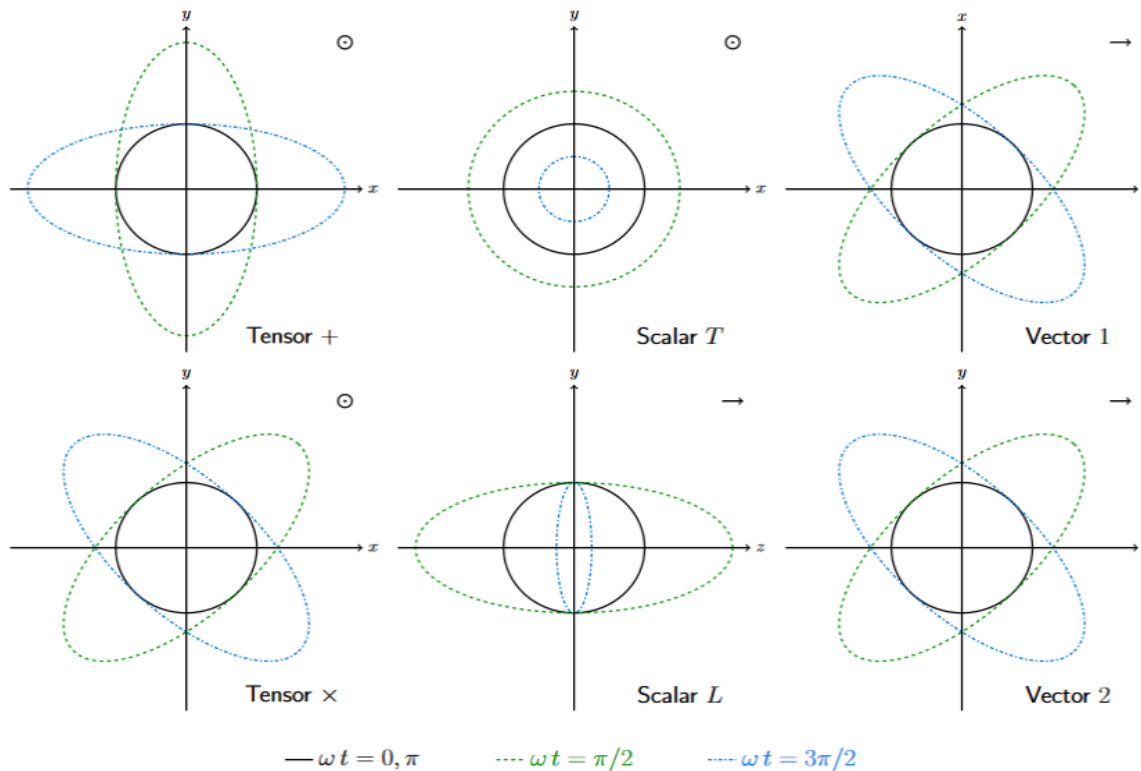 y y x
⊙ ⊙ →
x x
Tensor + Scalar T Vector 1
y y y
⊙ → →
x z
Tensor × Scalar L Vector 2
ω t = 0, π ω t = π/2 ω t = 3π/2